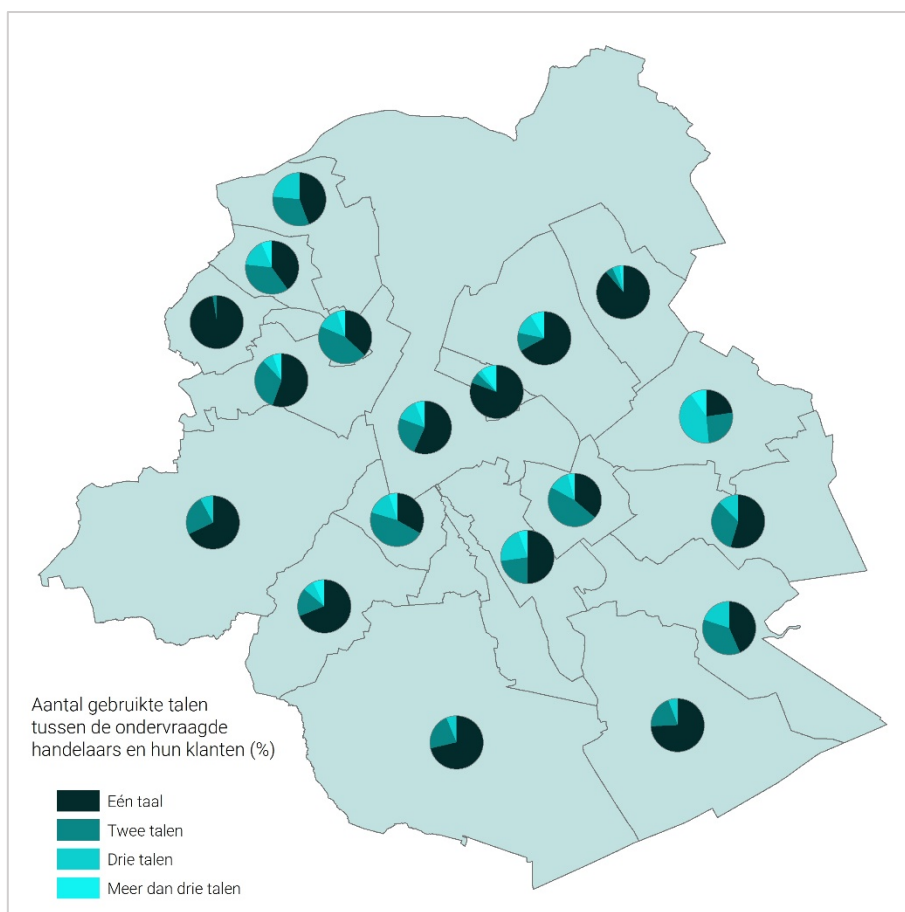 Aantal gebruikte talen
tussen de ondervraagde
handelaars en hun klanten (%)
Eén taal
Twee talen
Drie talen
Meer dan drie talen